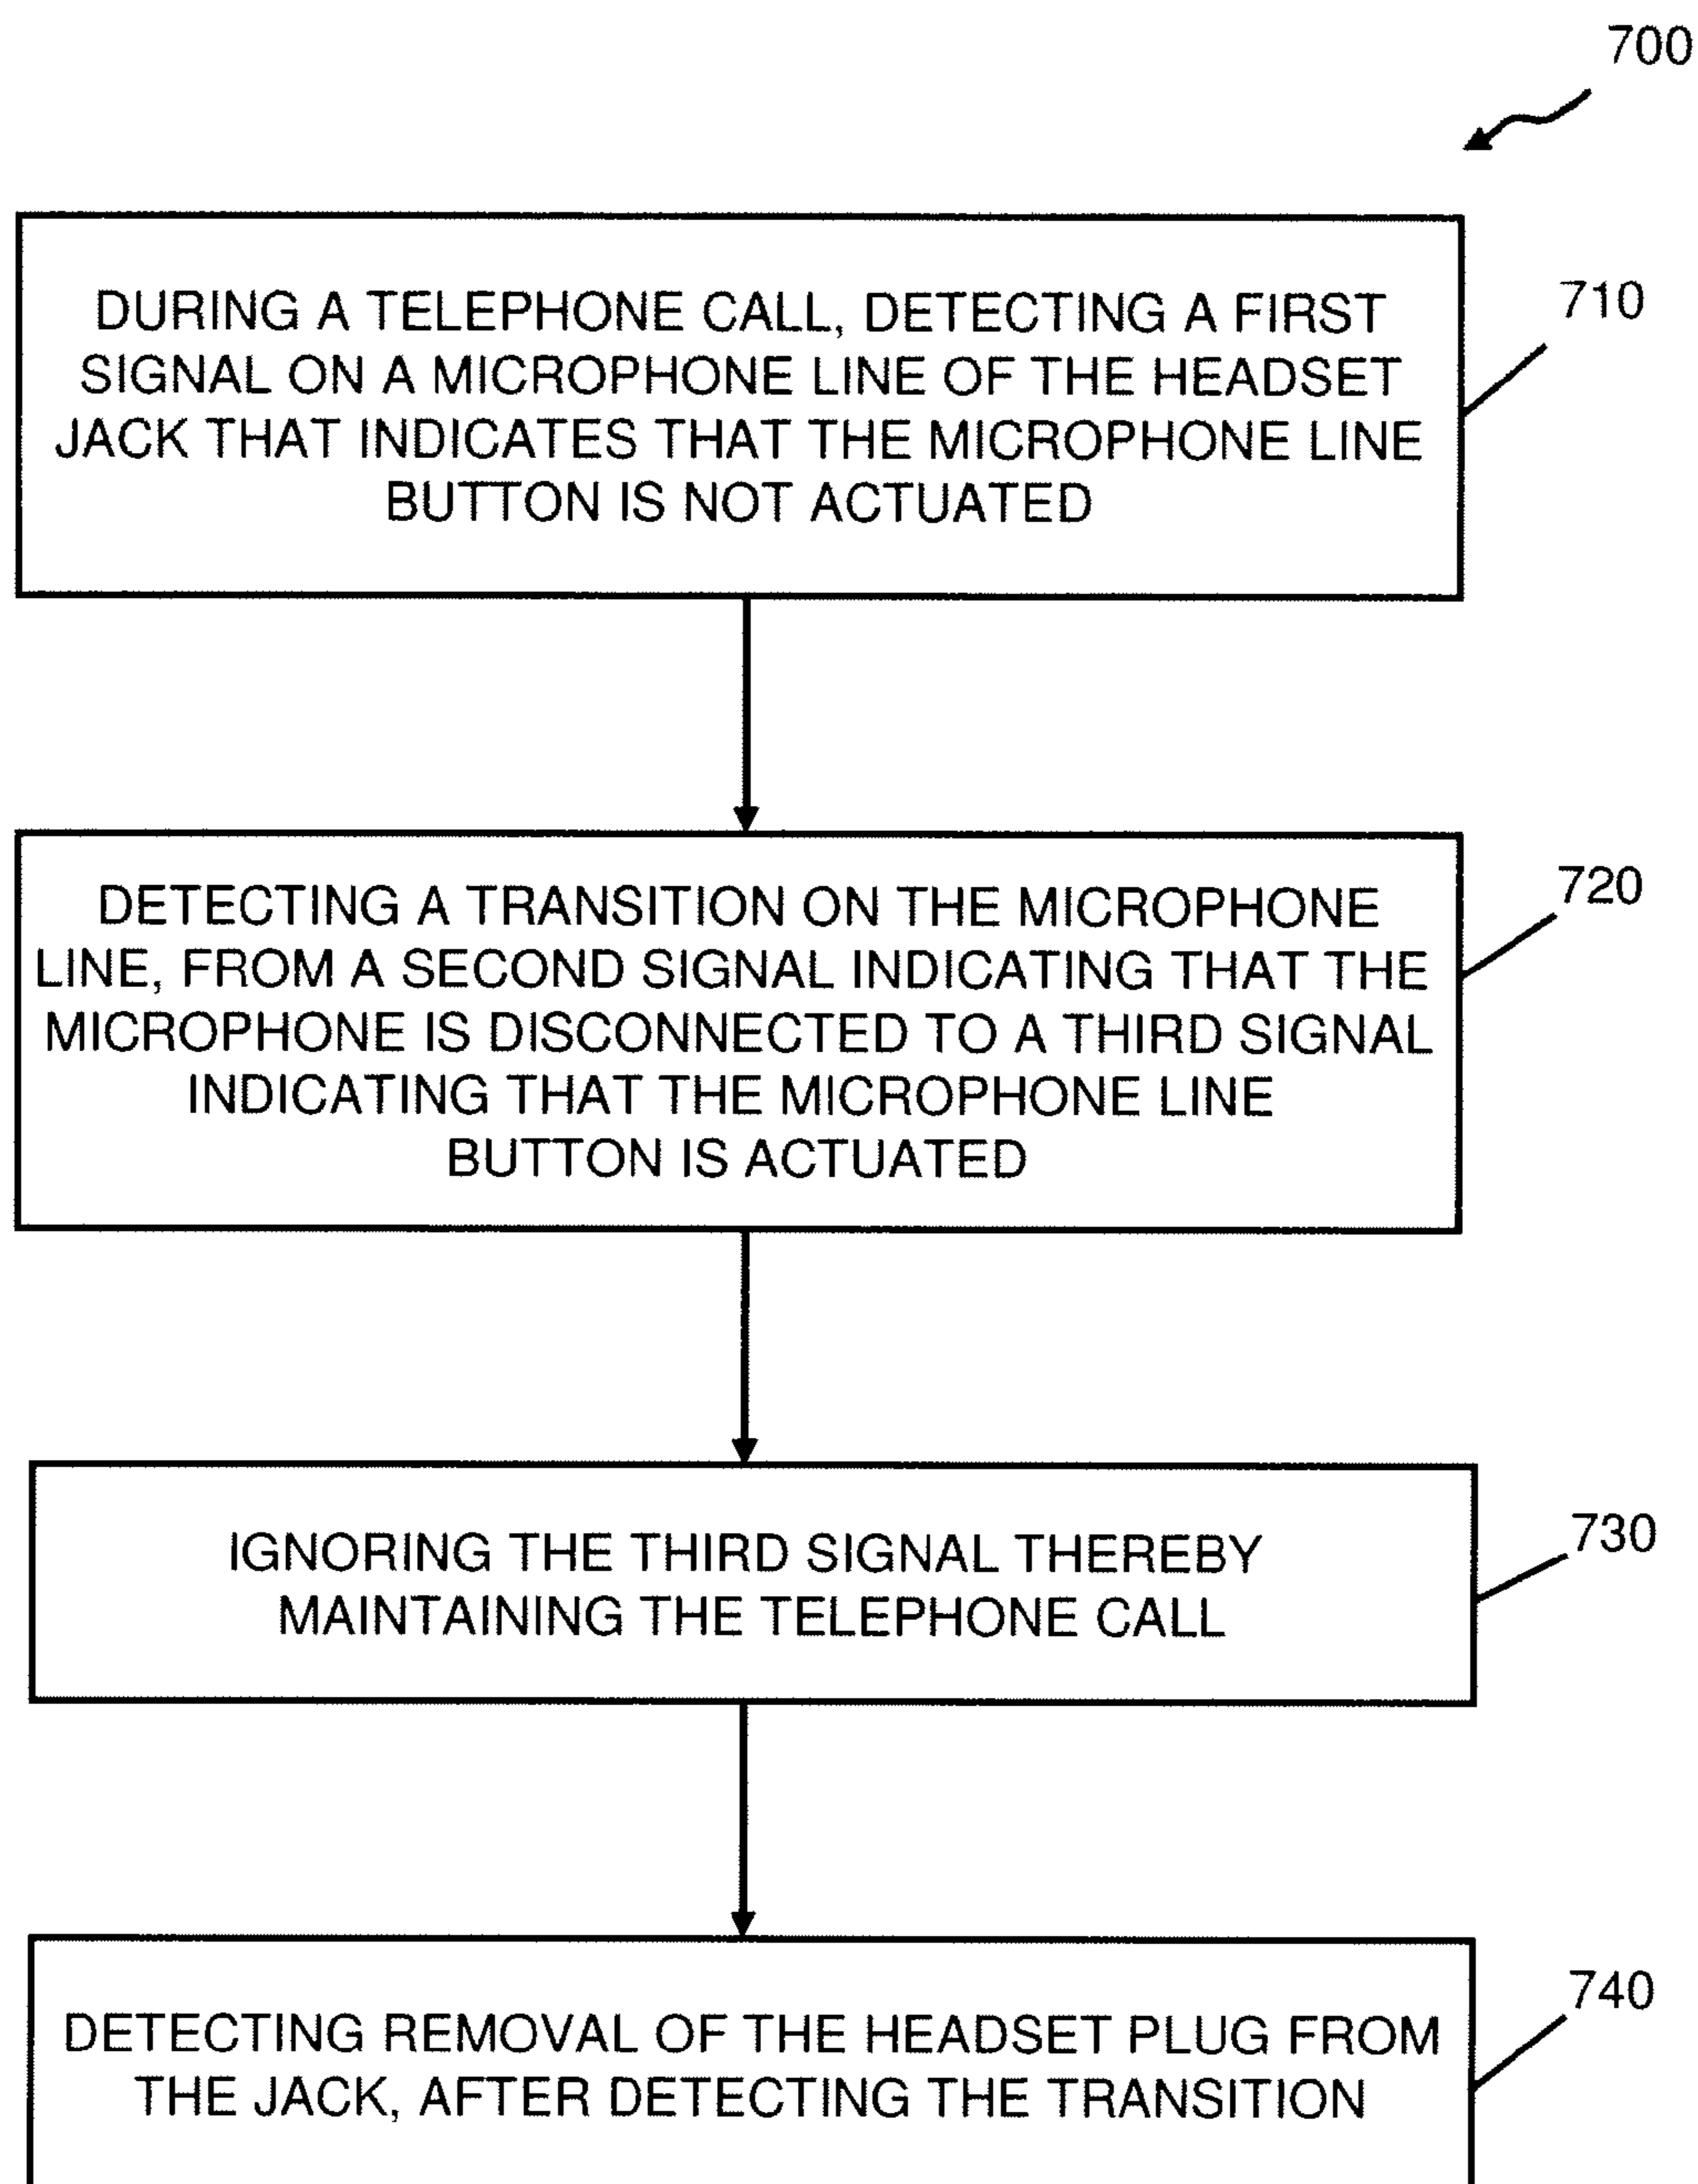 700
DURING A TELEPHONE CALL, DETECTING A FIRST
SIGNAL ON A MICROPHONE LINE OF THE HEADSET
JACK THAT INDICATES THAT THE MICROPHONE LINE
BUTTON IS NOT ACTUATED
710
DETECTING A TRANSITION ON THE MICROPHONE
LINE, FROM A SECOND SIGNAL INDICATING THAT THE
MICROPHONE IS DISCONNECTED TO A THIRD SIGNAL
INDICATING THAT THE MICROPHONE LINE
BUTTON IS ACTUATED
720
IGNORING THE THIRD SIGNAL THEREBY
MAINTAINING THE TELEPHONE CALL
730
DETECTING REMOVAL OF THE HEADSET PLUG FROM
THE JACK, AFTER DETECTING THE TRANSITION
740